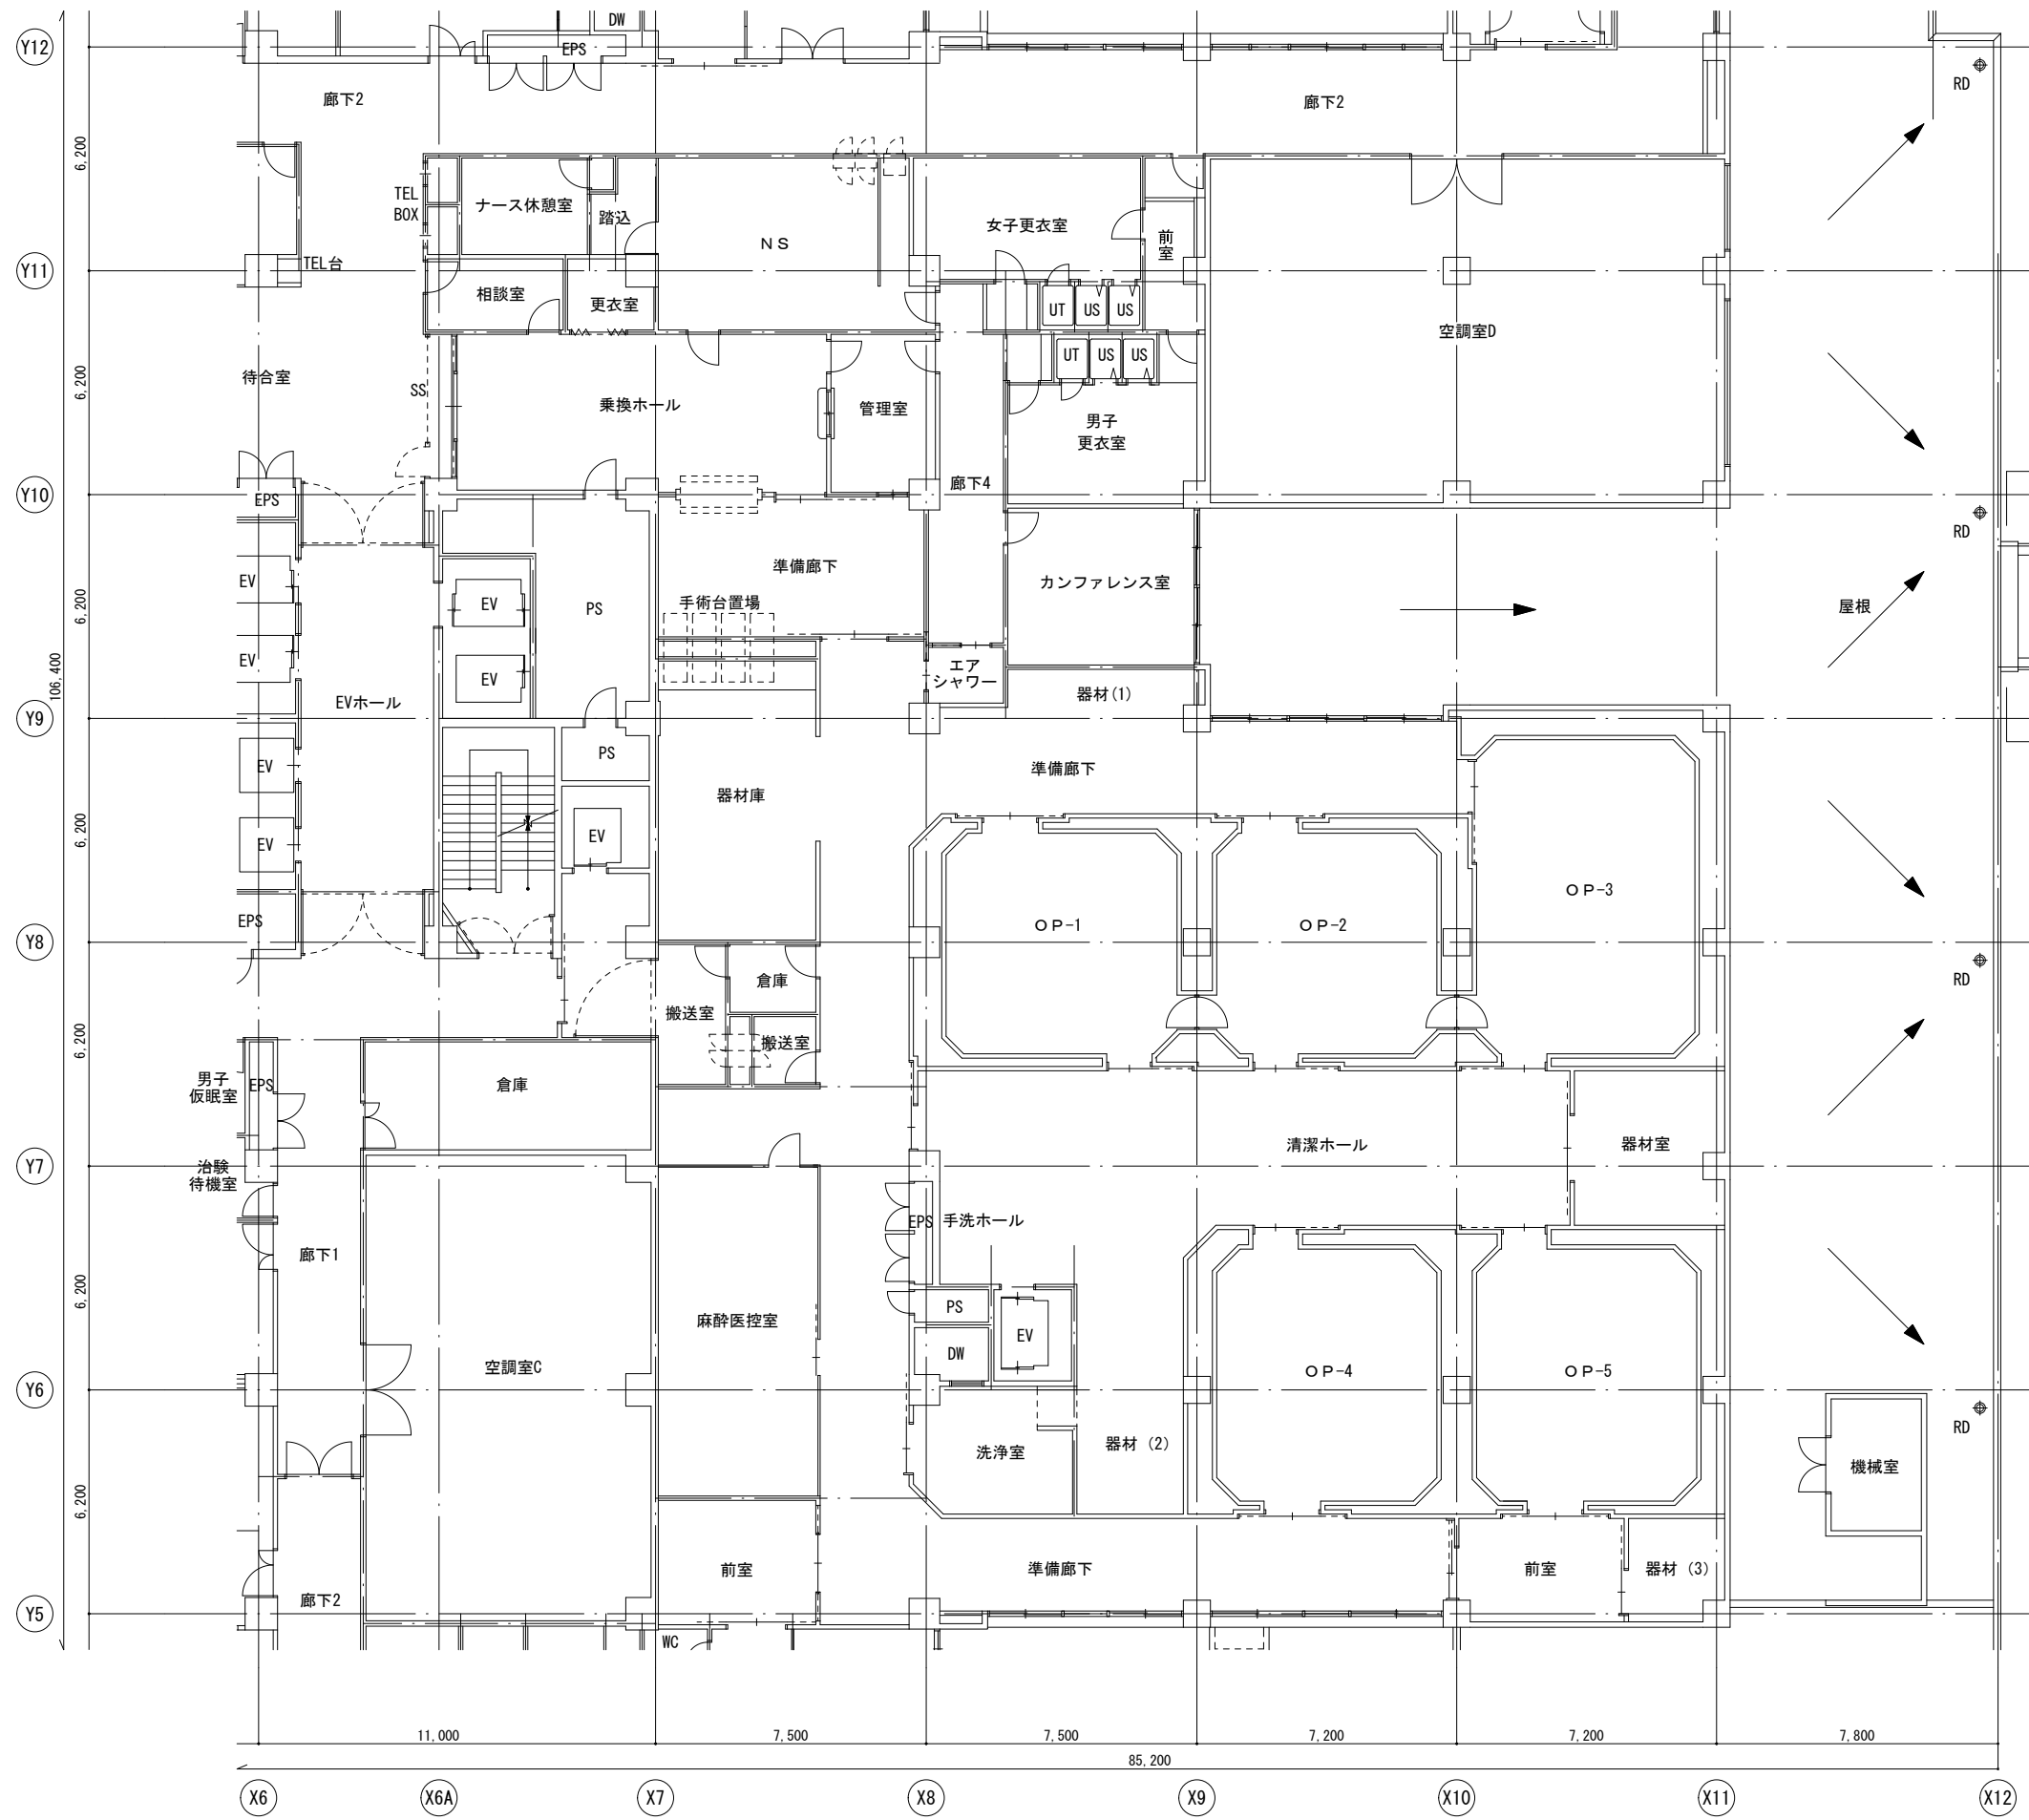 DW
Y12
EPS
RD
廊下2
廊下2
6,200
TEL
BOX
ナース休憩室
踏込
NS
女子更衣室
前
室
Y11
TEL台
相談室
更衣室
UT
US
US
空調室D
待合室
6,200
SS
乗換ホール
管理室
UT
US
US
男子
更衣室
Y10
EPS
廊下4
RD
準備廊下
EV
EV
PS
手術台置場
カンファレンス室
屋根
6,200
106,400
EV
EV
エア
シャワー
器材(1)
EVホール
Y9
PS
準備廊下
EV
器材庫
6,200
EV
EV
OP-3
EPS
OP-1
OP-2
Y8
倉庫
RD
搬送室
搬送室
6,200
男子
仮眠室
EPS
倉庫
清潔ホール
器材室
Y7
治験
待機室
EPS
手洗ホール
廊下1
6,200
PS
麻酔医控室
EV
DW
空調室C
OP-4
OP-5
Y6
RD
洗浄室
器材（2）
機械室
6,200
前室
準備廊下
前室
器材（3）
廊下2
Y5
WC
11,000
7,500
7,500
7,200
7,200
7,800
85,200
X6
X6A
X7
X8
X9
X10
X11
X12